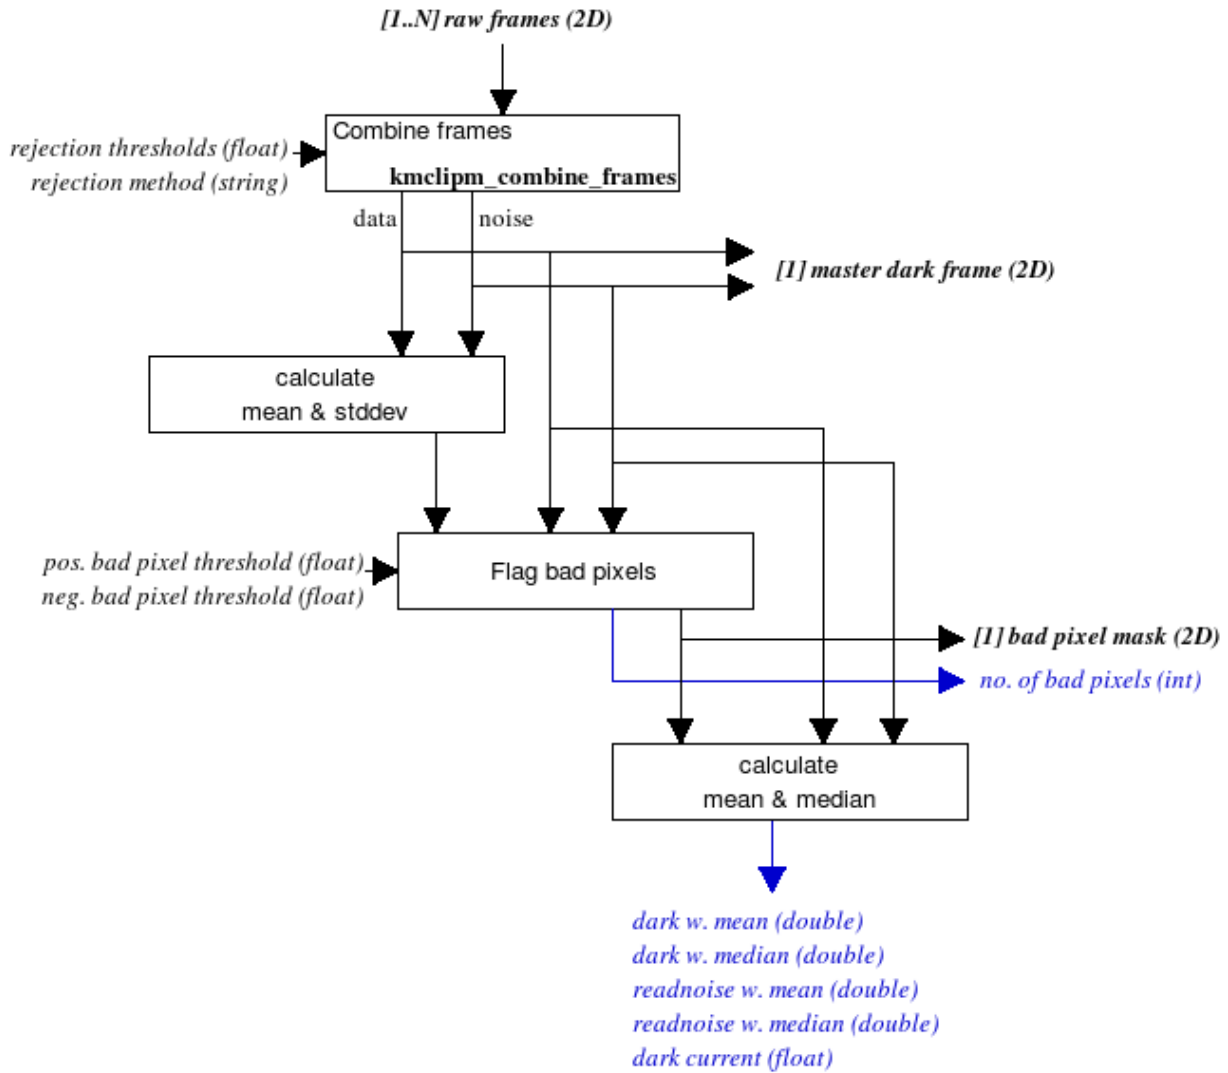 [1..N] raw frames (2D)
Combine frames
rejection thresholds (float)
kmclipm_combine_frames
rejection method (string)
data
noise
[1] master dark frame (2D)
calculate
mean & stddev
pos. bad pixel threshold (float)
Flag bad pixels
neg. bad pixel threshold (float)
[1] bad pixel mask (2D)
no. of bad pixels (int)
calculate
mean & median
dark w. mean (double)
dark w. median (double)
readnoise w. mean (double)
readnoise w. median (double)
dark current (float)